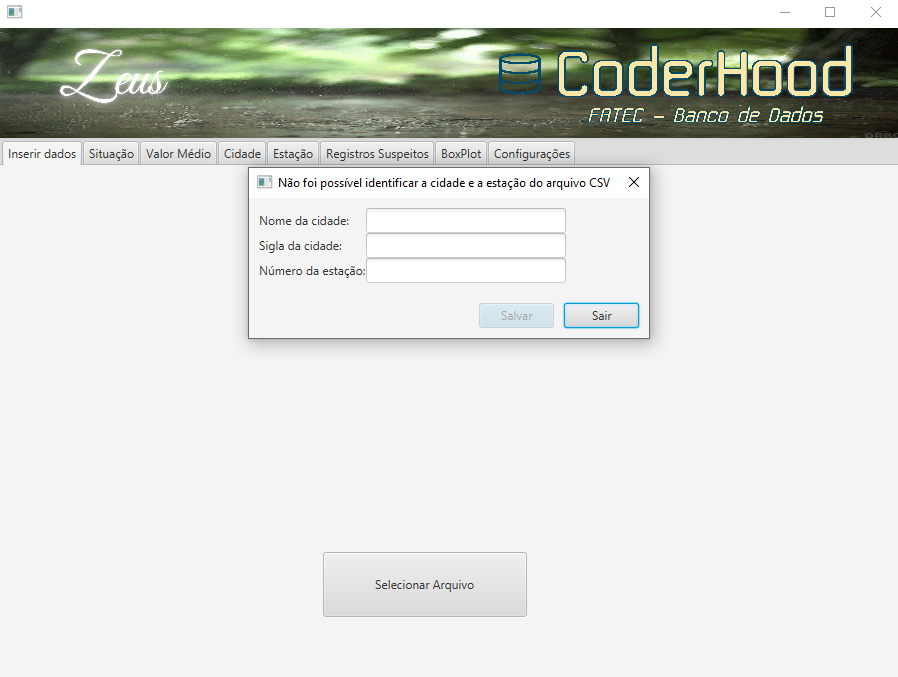 Zeus
CoderHood
FATEC - Banco de Dados
Inserir dados
Situação
Valor Médio
Cidade
Estação
Registros Suspeitos
BoxPlot
Configurações
Não foi possível identificar a cidade e a estação do arquivo CSV
Nome da cidade:
Sigla da cidade:
Número da estação:
Salvar
Sair
Selecionar Arquivo